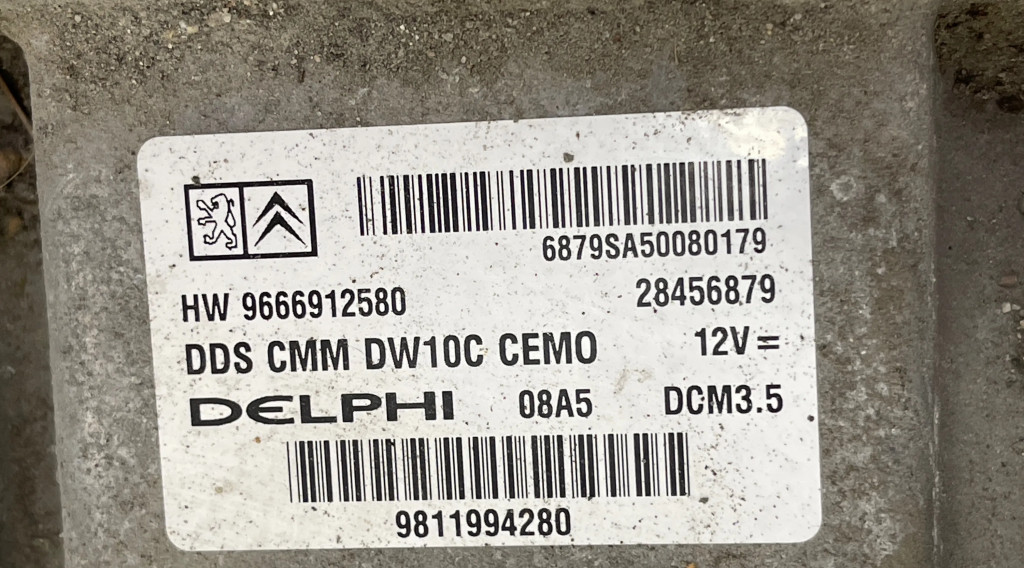 6879SA50080179
HW 9666912580 28456879
DDS CMM DW10C CEMO 12V=
DELPHI 08A5 DCM3.5
9811994280